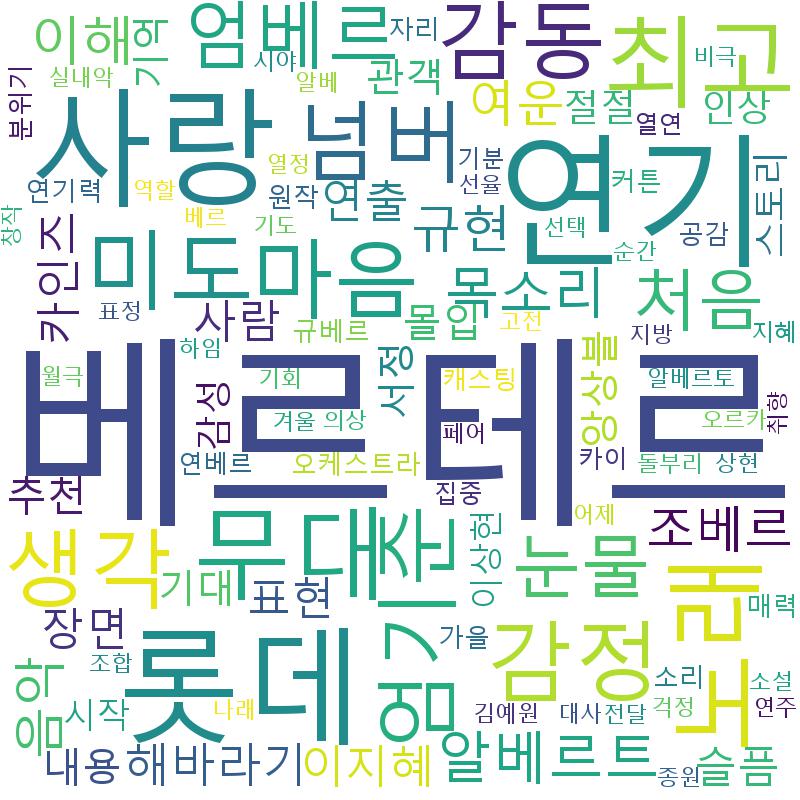 이해
엄베르
감동
최고
자리
비극
기억
시야
실내악
알베
관객
여운
절절
인상
분위기
사랑
넘버
연기
열연
열정
기분
연기력
역할
원작
연출
선율
커튼
스토리
창작
베르
기도
규현
선택
공감
순간
카인즈
미도
마음
목소리
처음
표정
사람
규베르
몰입
고전
지방
지혜
하임
서정
앙상블
월극
감성
기회
캐스팅
알베르토
취향
베르테르
겨울 의상
페어
오르카
연베르
오케스트라
카이
돌부리
상현
추천
집중
어제
조베르
생각
무대
준
이상현
눈물
노래
기대
표현
매력
장면
롯데
엄기
가을
감정
조합
음악
소리
소설
시작
나래
김예원
대사전달
걱정
연주
내용
해바라기
이지혜
알베르트
종원
슬픔